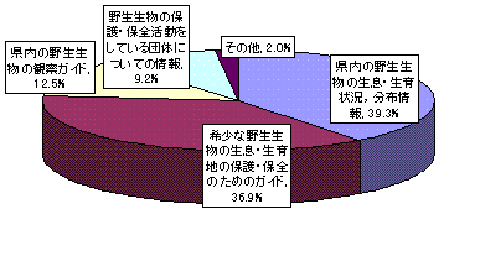 野生生物の保
護・保全活動を
している団体に
ついての情報,
9.2%
その他, 2.0%
県内の野生生
物の観察ガイド,
12.5%
県内の野生生
物の生息・生育
状況，分布情
報, 39.3%
希少な野生生
物の生息・生育
地の保護・保全
のためのガイド,
36.9%